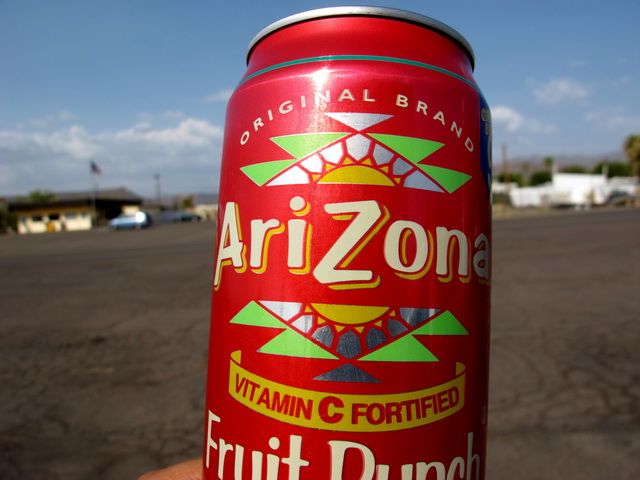 ORIGINAL BRAND
AriZona
VITAMIN C FORTIFIED
Fruit Punch